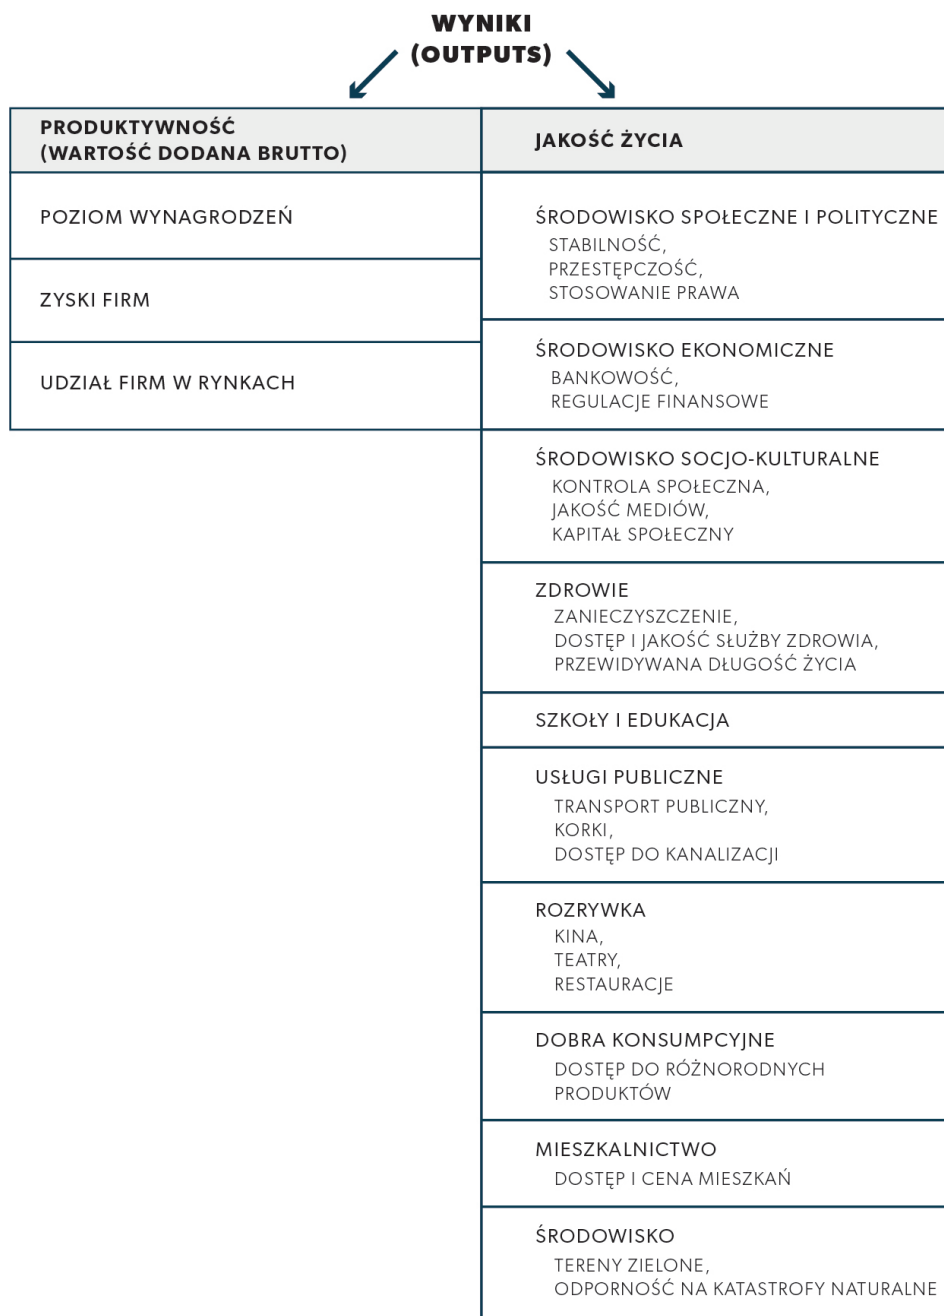 WYNIKI
(OUTPUTS)
PRODUKTYWNOŚĆ
(WARTOŚĆ DODANA BRUTTO)
POZIOM WYNAGRODZEŃ
ZYSKI FIRM
UDZIAŁ FIRM W RYNKACH
JAKOŚĆ ŻYCIA
ŚRODOWISKO SPOŁECZNE I POLITYCZNE
STABILNOŚĆ,
PRZESTĘPCZOŚĆ,
STOSOWANIE PRAWA
ŚRODOWISKO EKONOMICZNE
BANKOWOŚĆ,
REGULACJE FINANSOWE
ŚRODOWISKO SOCJO-KULTURALNE
KONTROLA SPOŁECZNA,
JAKOŚĆ MEDIÓW,
KAPITAŁ SPOŁECZNY
ZDROWIE
ZANIECZYSZCZENIE,
DOSTĘP I JAKOŚĆ SŁUŻBY ZDROWIA,
PRZEWIDYWANA DŁUGOŚĆ ŻYCIA
SZKOŁY I EDUKACJA
USŁUGI PUBLICZNE
TRANSPORT PUBLICZNY,
KORKI,
DOSTĘP DO KANALIZACJI
ROZRYWKA
KINA,
TEATRY,
RESTAURACJE
DOBRA KONSUMPCYJNE
DOSTĘP DO RÓŻNORODNYCH
PRODUKTÓW
MIESZKALNICTWO
DOSTĘP I CENA MIESZKAŃ
ŚRODOWISKO
TERENY ZIELONE,
ODPORNOŚĆ NA KATASTROFY NATURALNE